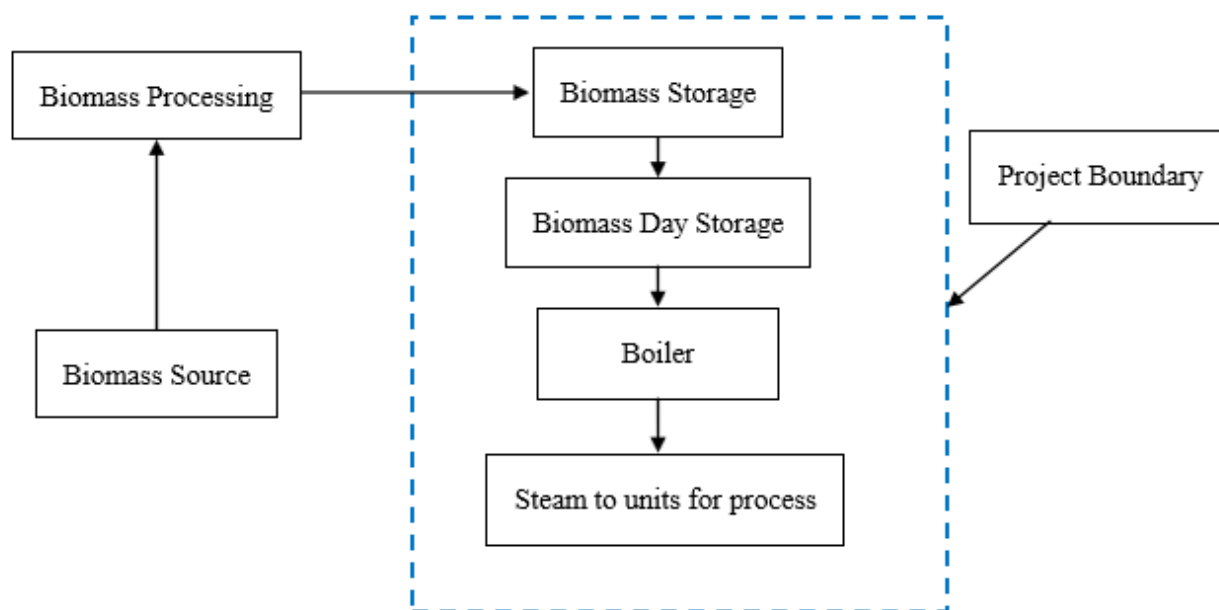 Biomass Processing
Biomass Storage
Project Boundary
Biomass Day Storage
Boiler
Biomass Source
Steam to units for process